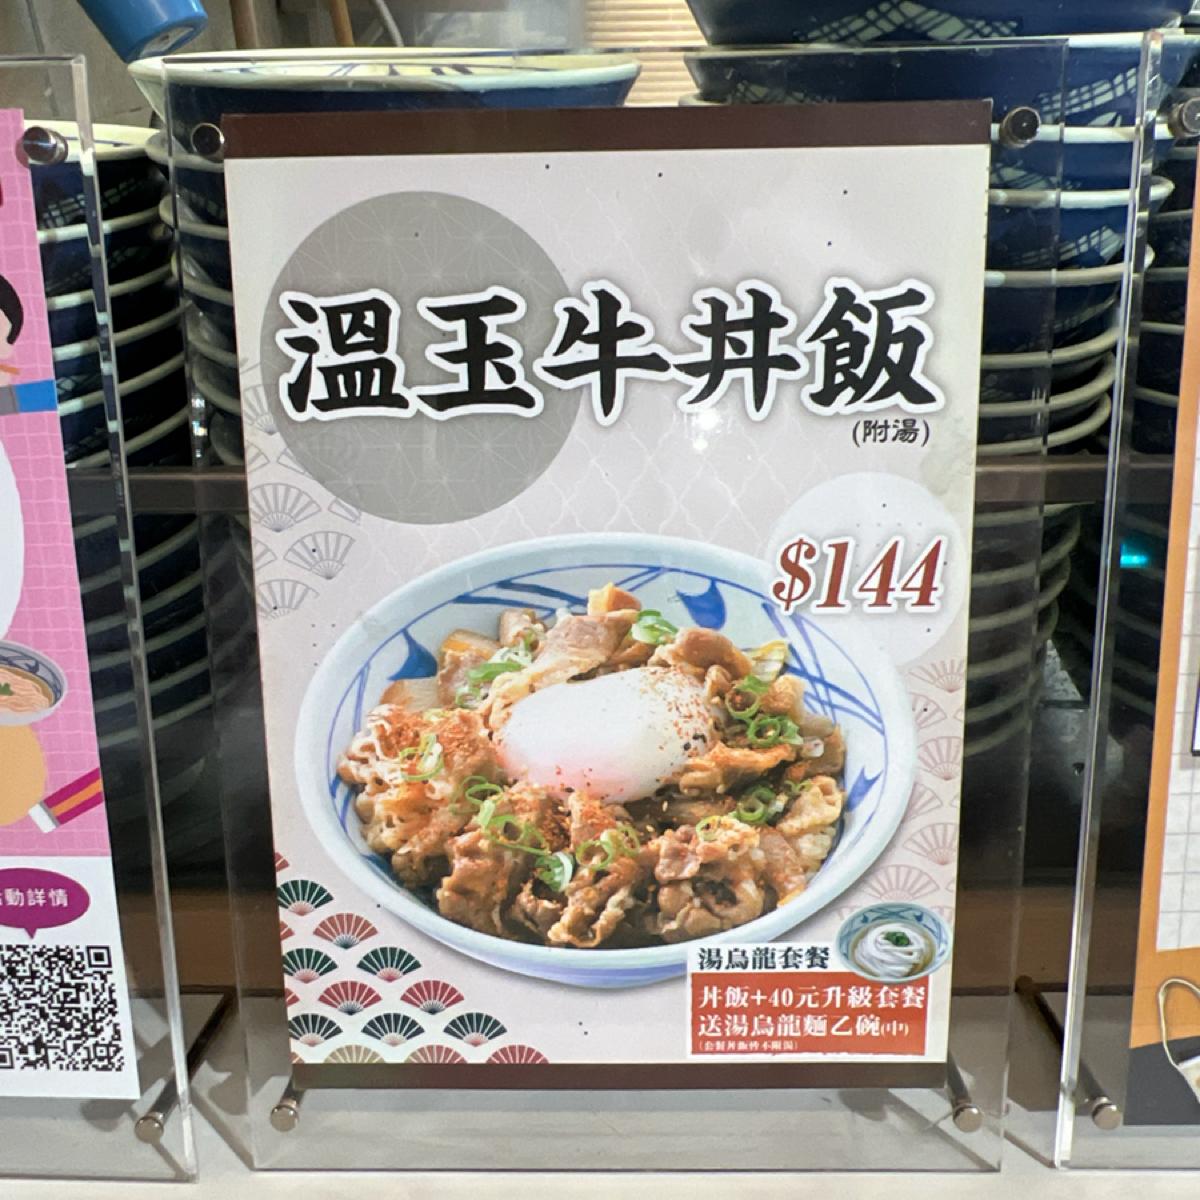 溫玉牛丼飯
(附湯)
$144
湯烏龍套餐
丼飯+40元升級套餐
送湯烏龍麵乙碗(中)
動詳情